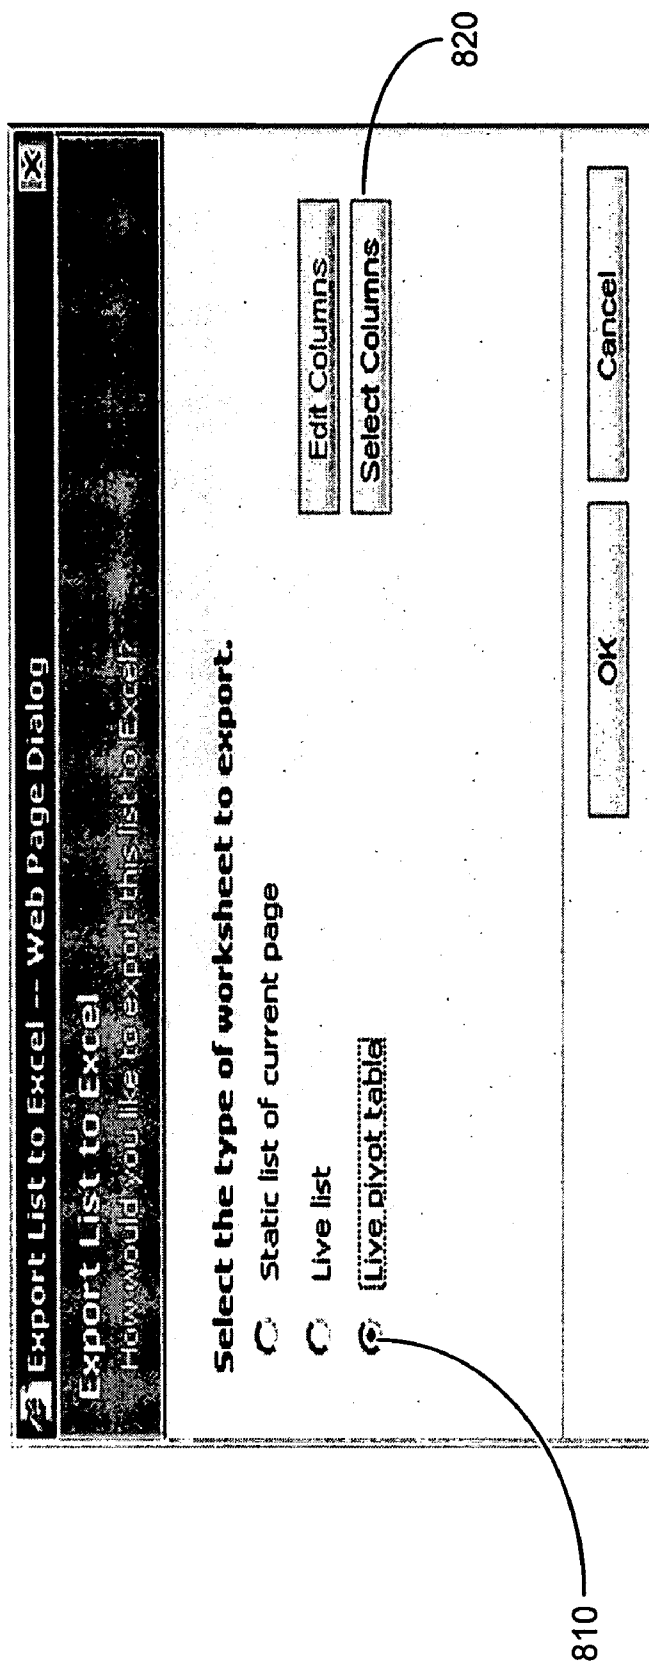 Export List to Excel -- Web Page Dialog
Export List to Excel
How would you like to export this list to Excel?
Select the type of worksheet to export.
Static list of current page
Live list
Edit Columns
Live pivot table
Select Columns
OK
Cancel
810
820